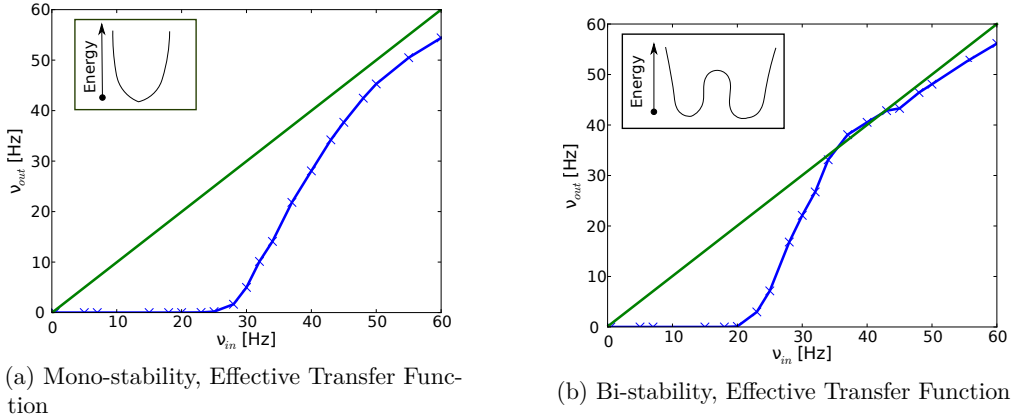 60
50
40
30
20
10
0
ν_out [Hz]
Energy
0 10 20 30 40 50 60
ν_in [Hz]
(a) Mono-stability, Effective Transfer Func-
tion
60
50
40
30
20
10
0
ν_out [Hz]
Energy
0 10 20 30 40 50 60
ν_in [Hz]
(b) Bi-stability, Effective Transfer Function